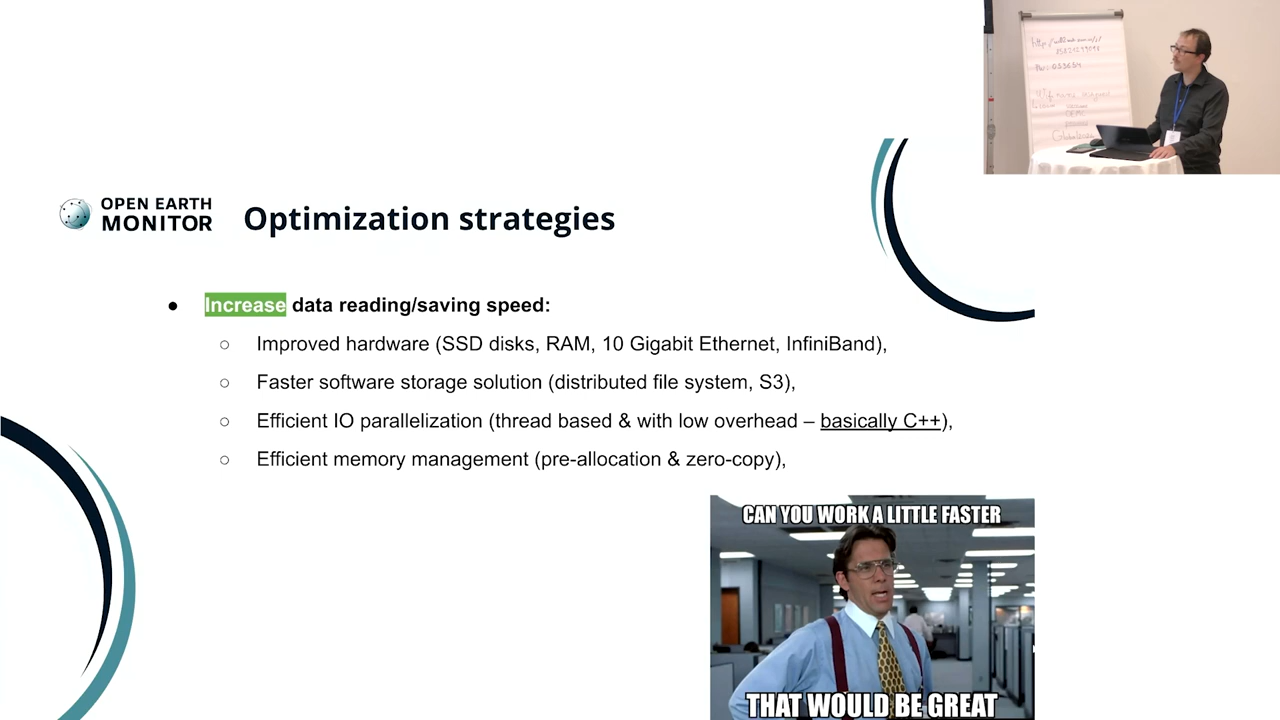 http://
OPEN EARTH
MONITOR
Optimization strategies
● Increase data reading/saving speed:
○ Improved hardware (SSD disks, RAM, 10 Gigabit Ethernet, InfiniBand),
○ Faster software storage solution (distributed file system, S3),
○ Efficient IO parallelization (thread based & with low overhead – basically C++),
○ Efficient memory management (pre-allocation & zero-copy),
CAN YOU WORK A LITTLE FASTER
THAT WOULD BE GREAT